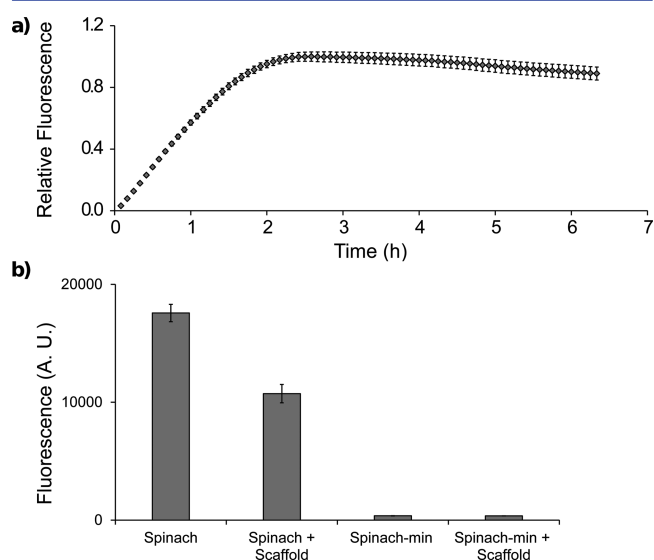 a)
Relative Fluorescence
1.2
0.8
0.4
0.0
0 1 2 3 4 5 6 7
Time (h)
b)
Fluorescence (A. U.)
20000
10000
0
Spinach
Spinach +
Scaffold
Spinach-min
Spinach-min +
Scaffold